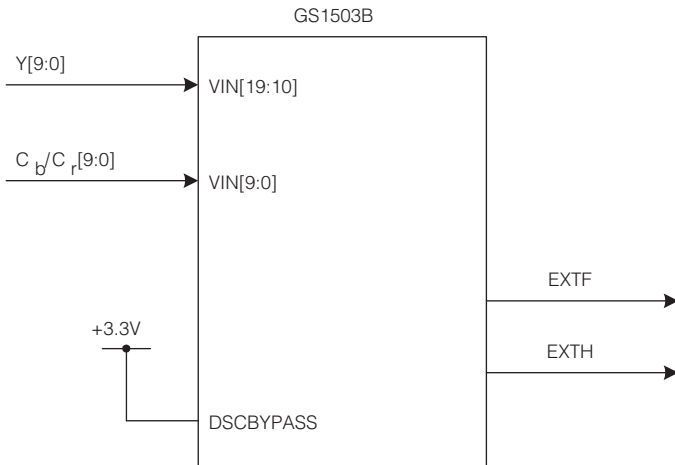 GS1503B
Y[9:0]
VIN[19:10]
C b/C r[9:0]
VIN[9:0]
EXTF
+3.3V
EXTH
DSCBYPASS